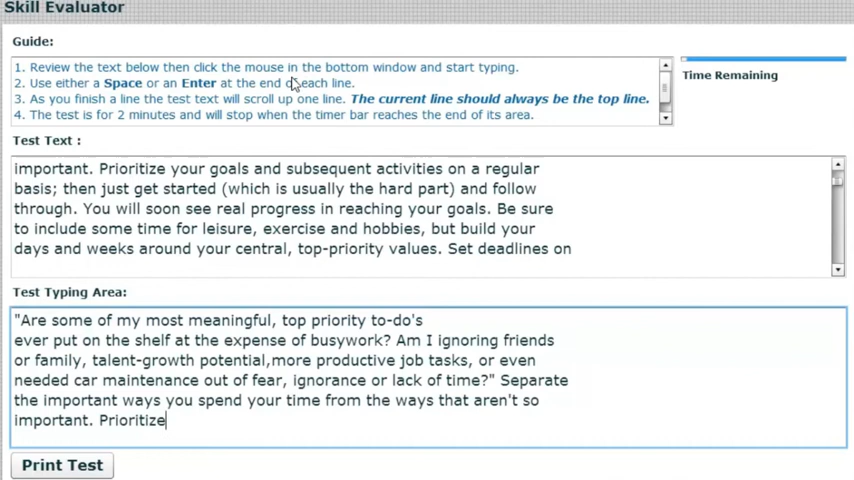 Skill Evaluator
Guide:
1. Review the text below then click the mouse in the bottom window and start typing.
2. Use either a Space or an Enter at the end of each line.
3. As you finish a line the test text will scroll up one line. The current line should always be the top line.
4. The test is for 2 minutes and will stop when the timer bar reaches the end of its area.
Time Remaining
Test Text :
important. Prioritize your goals and subsequent activities on a regular
basis; then just get started (which is usually the hard part) and follow
through. You will soon see real progress in reaching your goals. Be sure
to include some time for leisure, exercise and hobbies, but build your
days and weeks around your central, top-priority values. Set deadlines on
Test Typing Area:
"Are some of my most meaningful, top priority to-do's
ever put on the shelf at the expense of busywork? Am I ignoring friends
or family, talent-growth potential,more productive job tasks, or even
needed car maintenance out of fear, ignorance or lack of time?" Separate
the important ways you spend your time from the ways that aren't so
important. Prioritize
Print Test